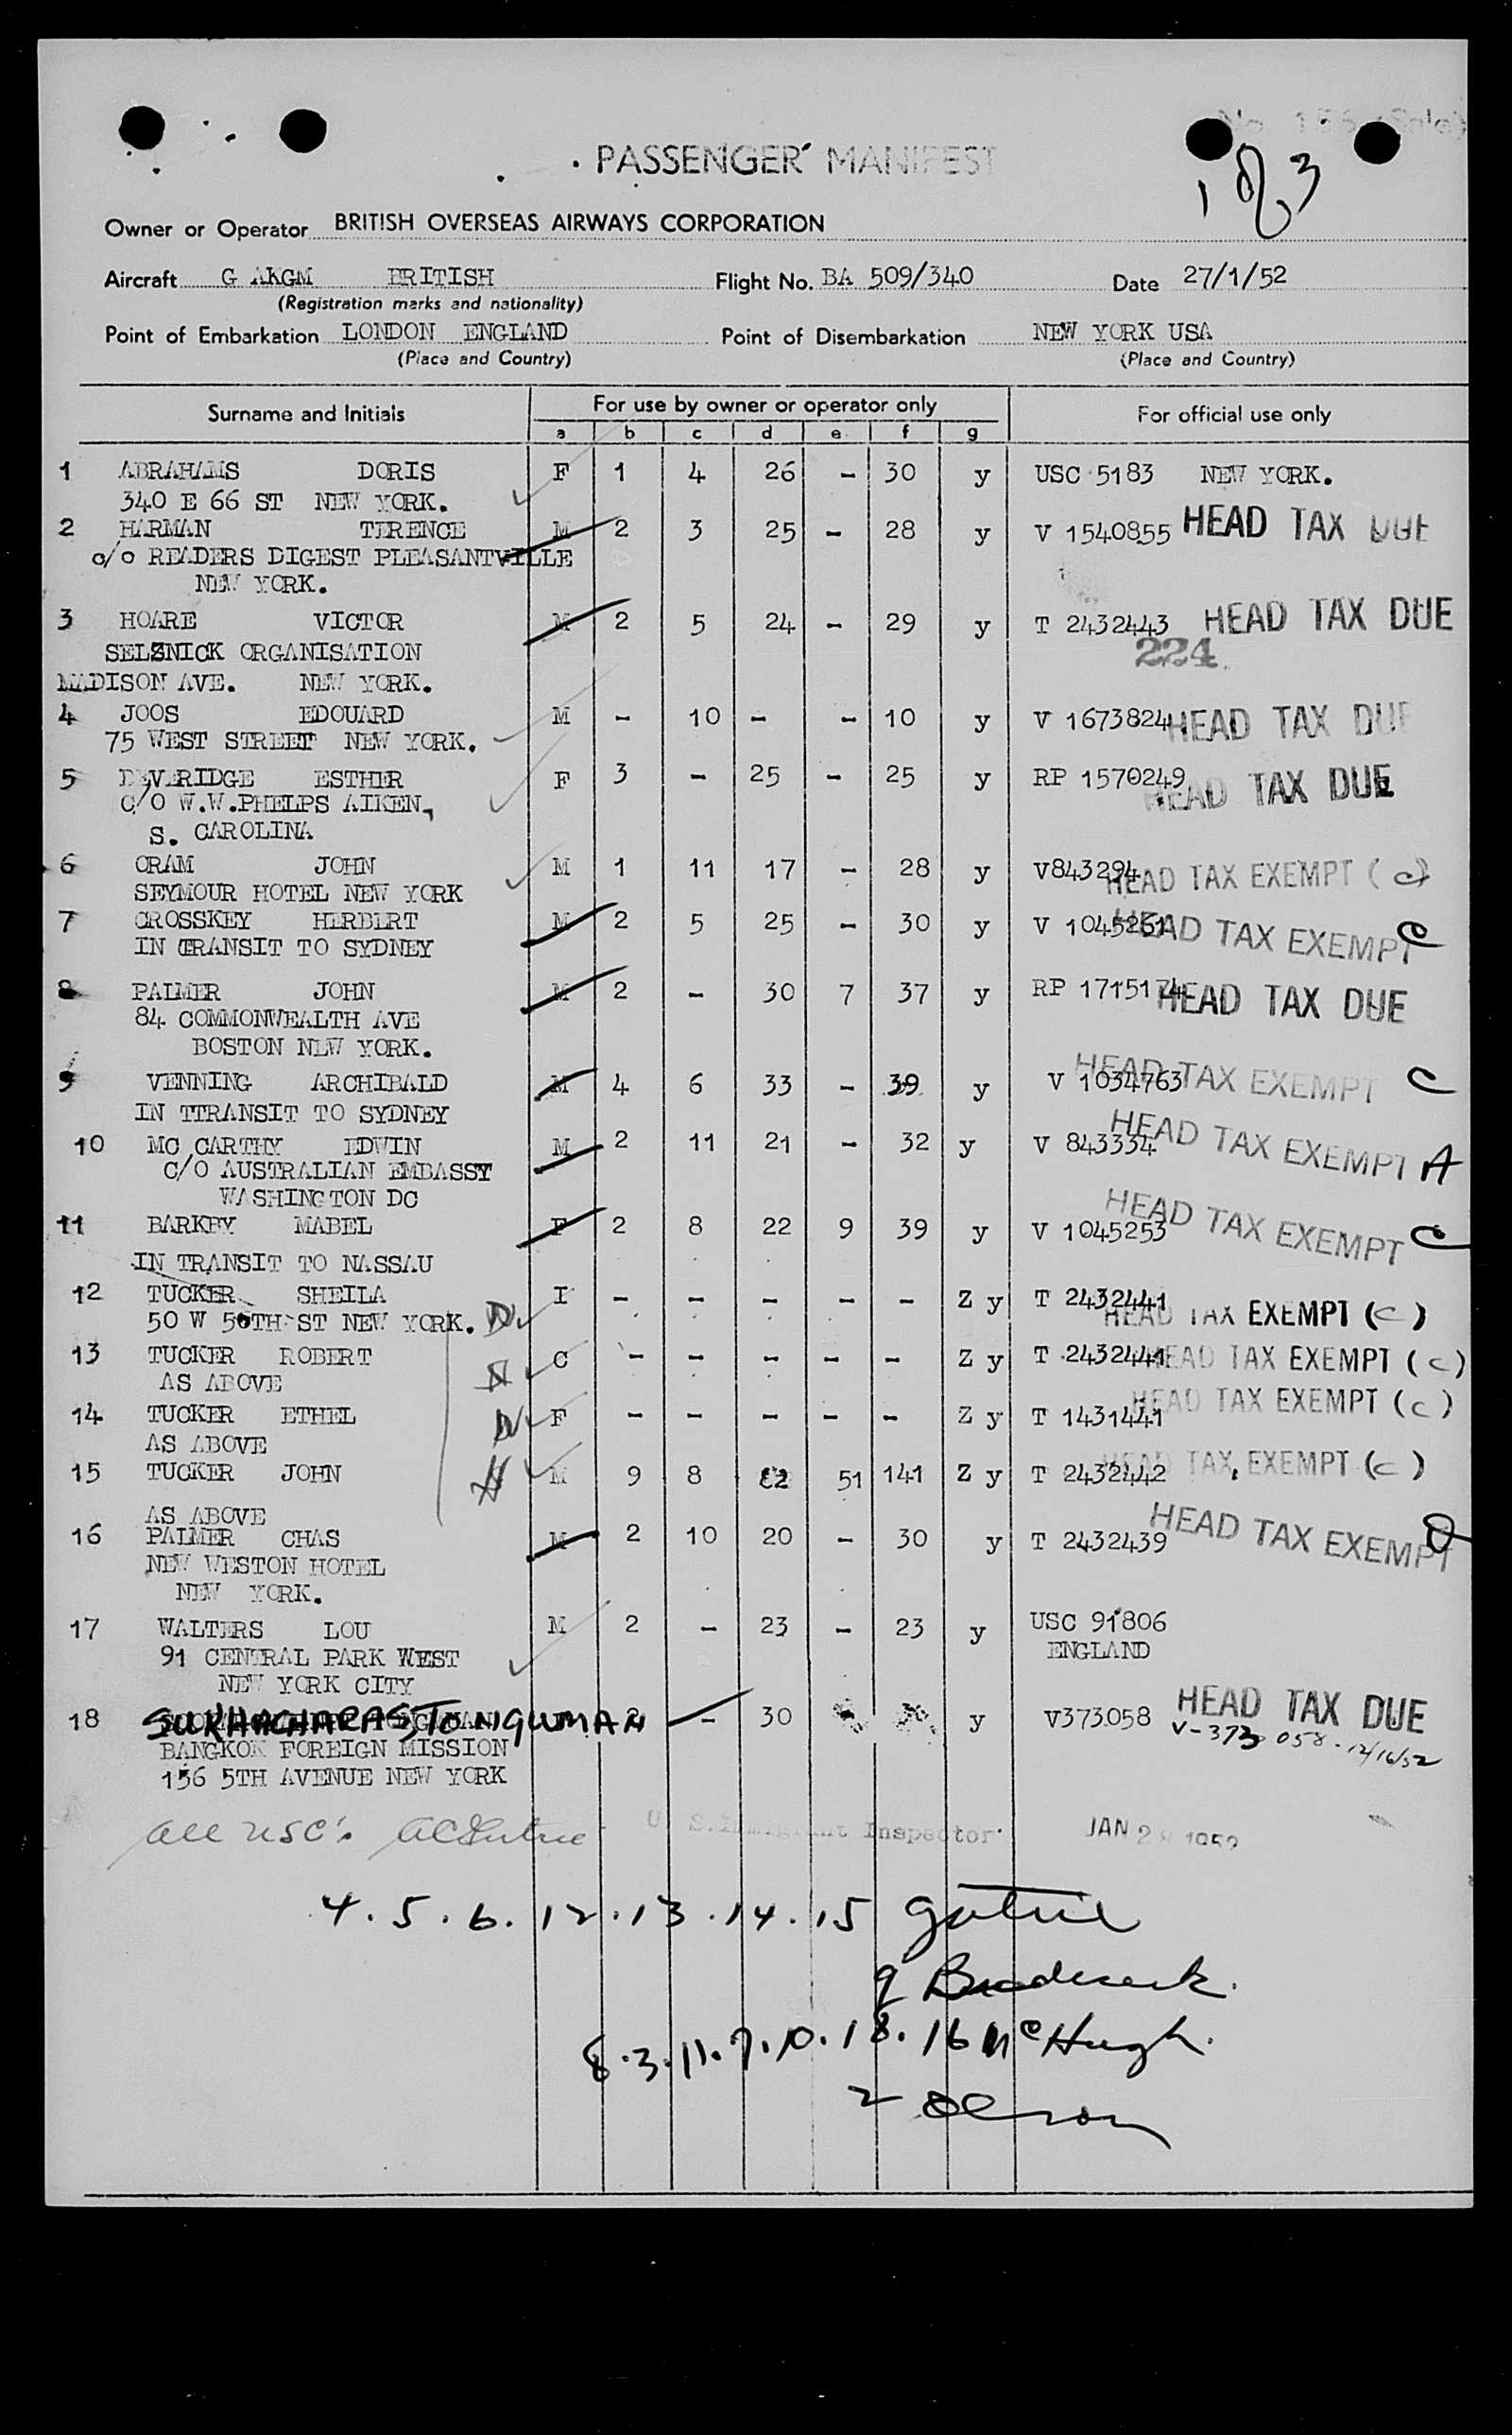 PASSENGER MANIFEST
183
Owner or Operator BRITISH OVERSEAS AIRWAYS CORPORATION
Aircraft G AKGM BRITISH Flight No. BA 509/340 Date 27/1/52
(Registration marks and nationality)
Point of Embarkation LONDON ENGLAND Point of Disembarkation NEW YORK USA
(Place and Country) (Place and Country)
Surname and Initials For use by owner or operator only For official use only
a b c d e f g
1 ABRAHAMS DORIS F 1 4 26 - 30 y USC 5183 NEW YORK.
340 E 66 ST NEW YORK.
2 HARMAN TERENCE M 2 3 25 - 28 y V 1540855 HEAD TAX DUE
c/o READERS DIGEST PLEASANTVILLE
NEW YORK.
3 HOARE VICTOR M 2 5 24 - 29 y T 2432443 HEAD TAX DUE
SELZNICK ORGANISATION 224
MADISON AVE. NEW YORK.
4 JOOS EDOUARD M - 10 - - 10 y V 1673824 HEAD TAX DUE
75 WEST STREET NEW YORK.
5 DEVERIDGE ESTHER F 3 - 25 - 25 y RP 1570249 HEAD TAX DUE
C/O W.W.PHELPS AIKEN,
S. CAROLINA
6 ORAM JOHN M 1 11 17 - 28 y V843294 HEAD TAX EXEMPT (C)
SEYMOUR HOTEL NEW YORK
7 CROSSKEY HERBERT M 2 5 25 - 30 y V 1045261 HEAD TAX EXEMPT C
IN TRANSIT TO SYDNEY
8 PALMER JOHN M 2 - 30 7 37 y RP 1715174 HEAD TAX DUE
84 COMMONWEALTH AVE
BOSTON NEW YORK.
9 VENNING ARCHIBALD M 4 6 33 - 39 y V 1034763 HEAD TAX EXEMPT C
IN TTRANSIT TO SYDNEY
10 MC CARTHY EDWIN M 2 11 21 - 32 y V 843334 HEAD TAX EXEMPT A
C/O AUSTRALIAN EMBASSY
WASHINGTON DC
11 BARKBY MABEL F 2 8 22 9 39 y V 1045253 HEAD TAX EXEMPT C
IN TRANSIT TO NASSAU
12 TUCKER SHEILA I - - - - - Z y T 2432441 HEAD TAX EXEMPT (C)
50 W 50TH ST NEW YORK.
13 TUCKER ROBERT C - - - - - Z y T 2432441 HEAD TAX EXEMPT (C)
AS ABOVE
14 TUCKER ETHEL F - - - - - Z y T 1431441 HEAD TAX EXEMPT (C)
AS ABOVE
15 TUCKER JOHN M 9 8 82 51 141 Z y T 2432442 HEAD TAX EXEMPT (C)
AS ABOVE
16 PALMER CHAS M 2 10 20 - 30 y T 2432439 HEAD TAX EXEMPT
NEW WESTON HOTEL
NEW YORK.
17 WALTERS LOU M 2 - 23 - 23 y USC 91806
91 CENTRAL PARK WEST ENGLAND
NEW YORK CITY
18 SUKHACHARAS TONGUMAN 2 - 30 y V373058 HEAD TAX DUE
BANGKOK FOREIGN MISSION V-373 058 - 12/16/52
156 5TH AVENUE NEW YORK
All USC's U. S. Immigrant Inspector JAN 28 1952
4.5.6.12.13.14.15 Gutrie
9
8.3.11.7.10.18.16 McHugh.
2 Olson